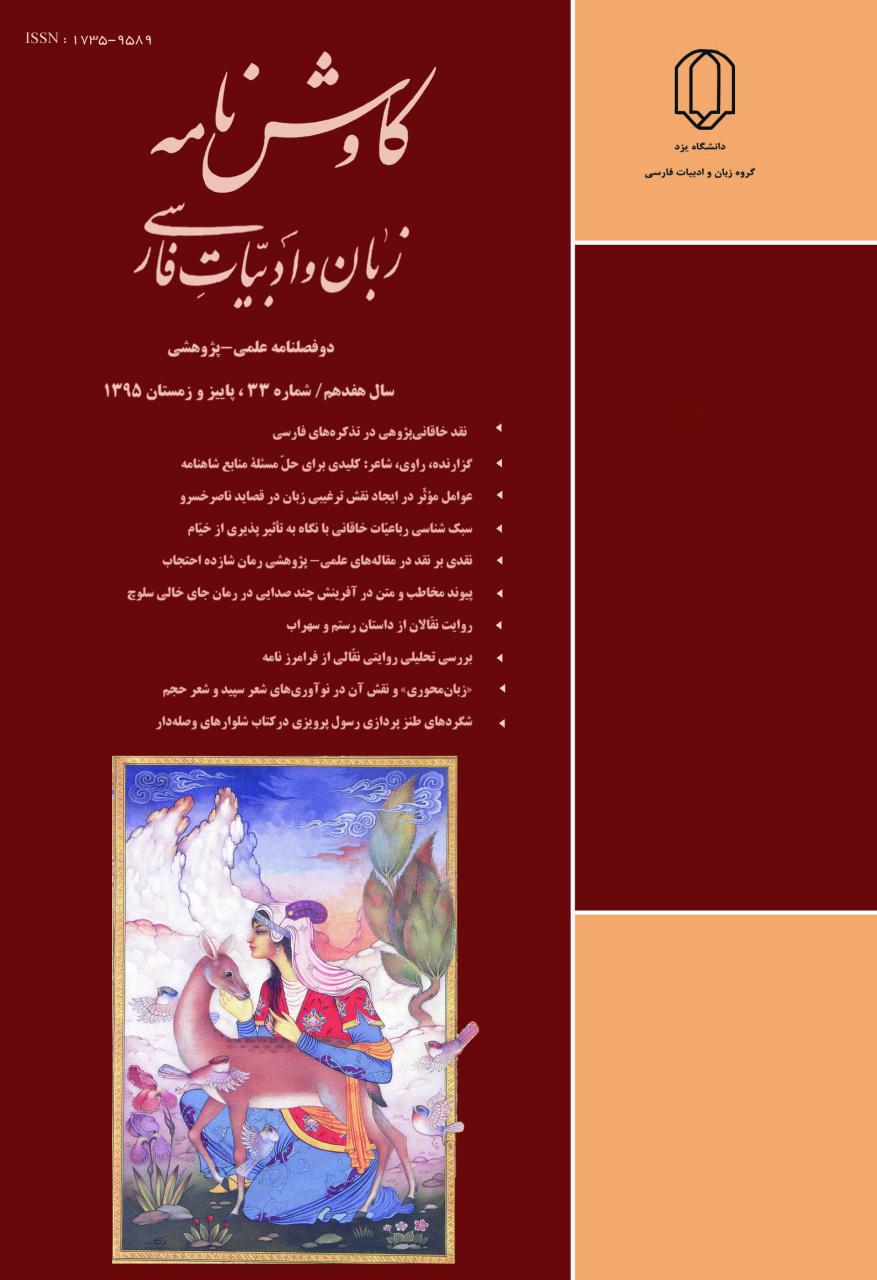 ISSN : ۱۷۳۵-۹۵۸۹
دانشگاه یزد
گروه زبان و ادبیات فارسی
کاوش نامه
زبان و ادبیّاتِ فارسی
دوفصلنامه علمی–پژوهشی
سال هفدهم/ شماره ۳۳ ، پاییز و زمستان ۱۳۹۵
نقد خاقانی‌پژوهی در تذکره‌های فارسی
گزارنده، راوی، شاعر: کلیدی برای حلّ مسئلهٔ منابع شاهنامه
عوامل مؤثّر در ایجاد نقش ترغیبی زبان در قصاید ناصرخسرو
سبک شناسی رباعیّات خاقانی با نگاه به تأثیر پذیری از خیّام
نقدی بر نقد در مقاله‌های علمی– پژوهشی رمان شازده احتجاب
پیوند مخاطب و متن در آفرینش چند صدایی در رمان جای خالی سلوچ
روایت نقّالان از داستان رستم و سهراب
بررسی تحلیلی روایتی نقّالی از فرامرز نامه
«زبان‌محوری» و نقش آن در نوآوری‌های شعر سپید و شعر حجم
شگردهای طنز پردازی رسول پرویزی درکتاب شلوارهای وصله‌دار